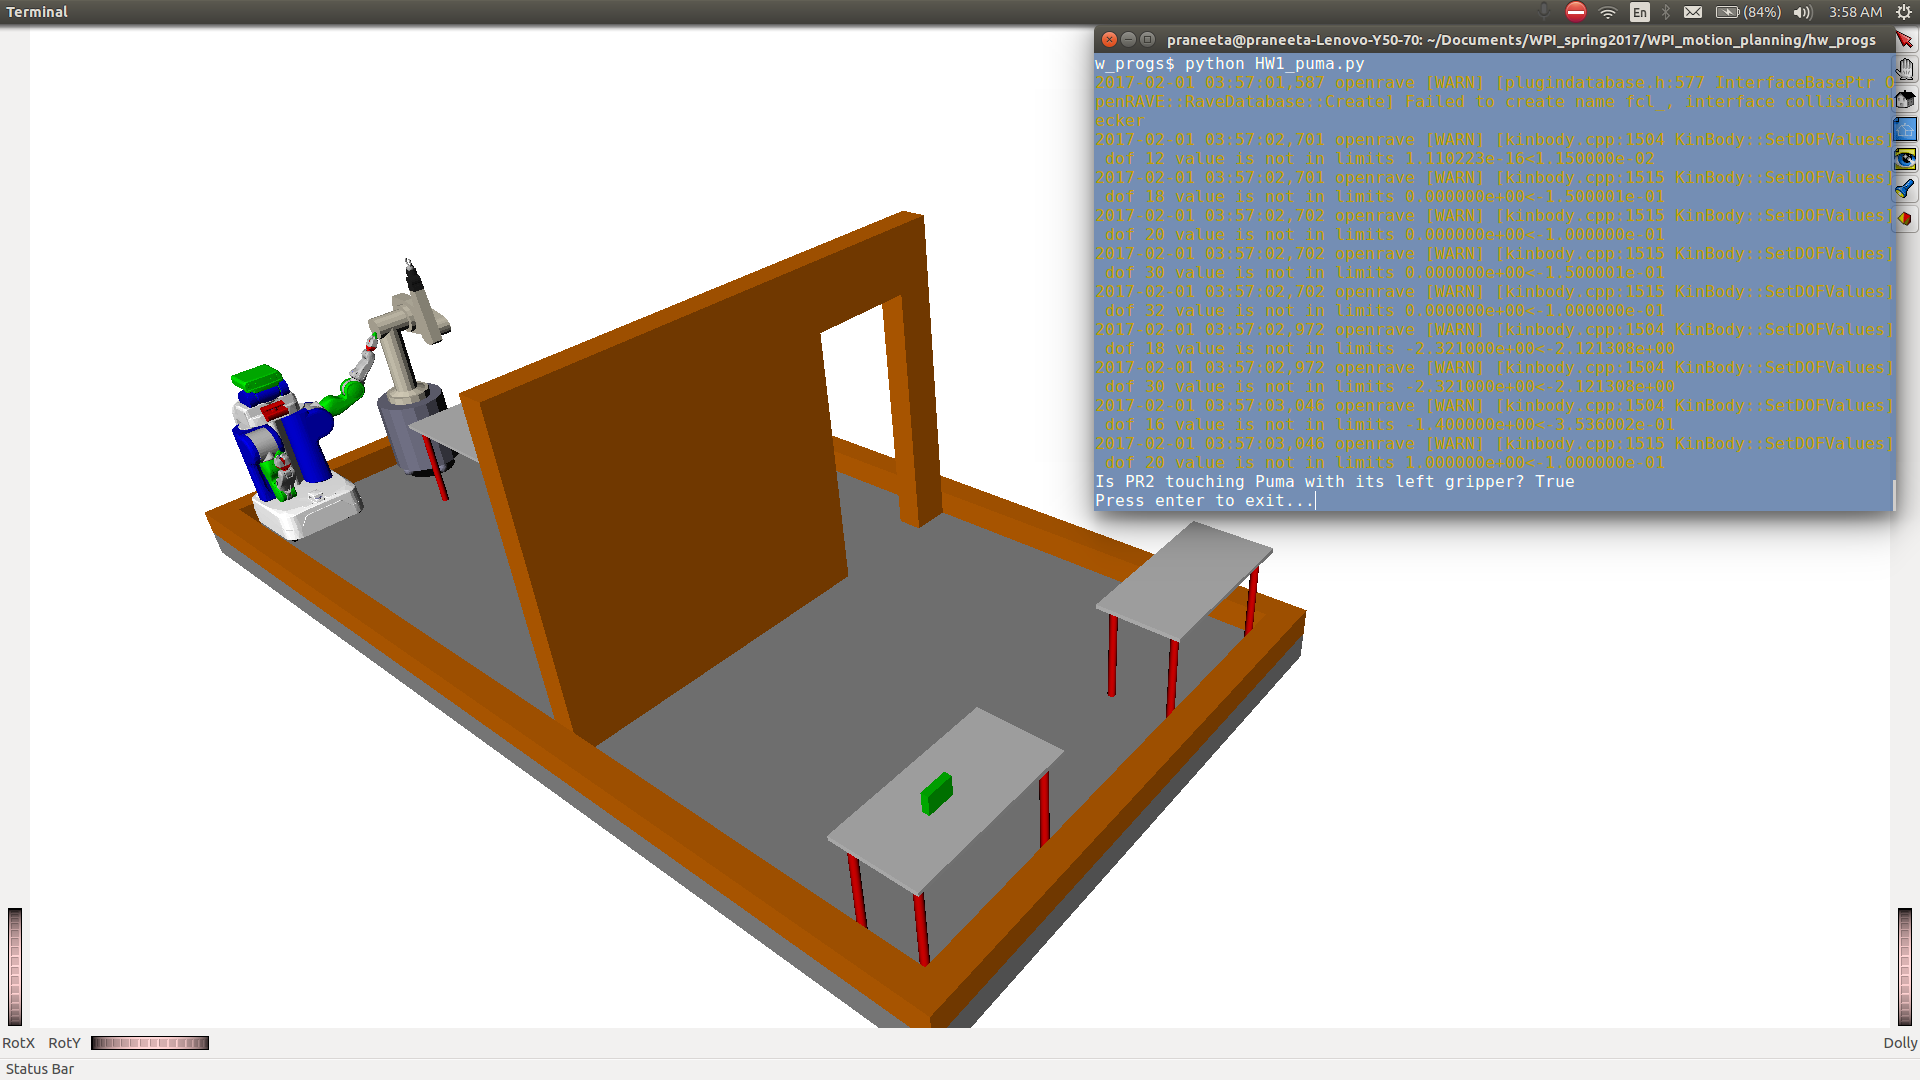 Terminal
En
(84%)
3:58 AM
praneeta@praneeta-Lenovo-Y50-70: ~/Documents/WPI_spring2017/WPI_motion_planning/hw_progs
w_progs$ python HW1_puma.py
2017-02-01 03:57:01,587 openrave [WARN] [plugindatabase.h:577 InterfaceBasePtr O
penRAVE::RaveDatabase::Create] Failed to create name fcl_, interface collisionch
ecker
2017-02-01 03:57:02,701 openrave [WARN] [kinbody.cpp:1504 KinBody::SetDOFValues]
dof 12 value is not in limits 1.110223e-16<1.150000e-02
2017-02-01 03:57:02,701 openrave [WARN] [kinbody.cpp:1515 KinBody::SetDOFValues]
dof 18 value is not in limits 0.000000e+00<-1.500001e-01
2017-02-01 03:57:02,702 openrave [WARN] [kinbody.cpp:1515 KinBody::SetDOFValues]
dof 20 value is not in limits 0.000000e+00<-1.000000e-01
2017-02-01 03:57:02,702 openrave [WARN] [kinbody.cpp:1515 KinBody::SetDOFValues]
dof 30 value is not in limits 0.000000e+00<-1.500001e-01
2017-02-01 03:57:02,702 openrave [WARN] [kinbody.cpp:1515 KinBody::SetDOFValues]
dof 32 value is not in limits 0.000000e+00<-1.000000e-01
2017-02-01 03:57:02,972 openrave [WARN] [kinbody.cpp:1504 KinBody::SetDOFValues]
dof 18 value is not in limits -2.321000e+00<-2.121308e+00
2017-02-01 03:57:02,972 openrave [WARN] [kinbody.cpp:1504 KinBody::SetDOFValues]
dof 30 value is not in limits -2.321000e+00<-2.121308e+00
2017-02-01 03:57:03,046 openrave [WARN] [kinbody.cpp:1504 KinBody::SetDOFValues]
dof 16 value is not in limits -1.400000e+00<-3.536002e-01
2017-02-01 03:57:03,046 openrave [WARN] [kinbody.cpp:1515 KinBody::SetDOFValues]
dof 20 value is not in limits 1.000000e+00<-1.000000e-01
Is PR2 touching Puma with its left gripper? True
Press enter to exit...
RotX
RotY
Dolly
Status Bar